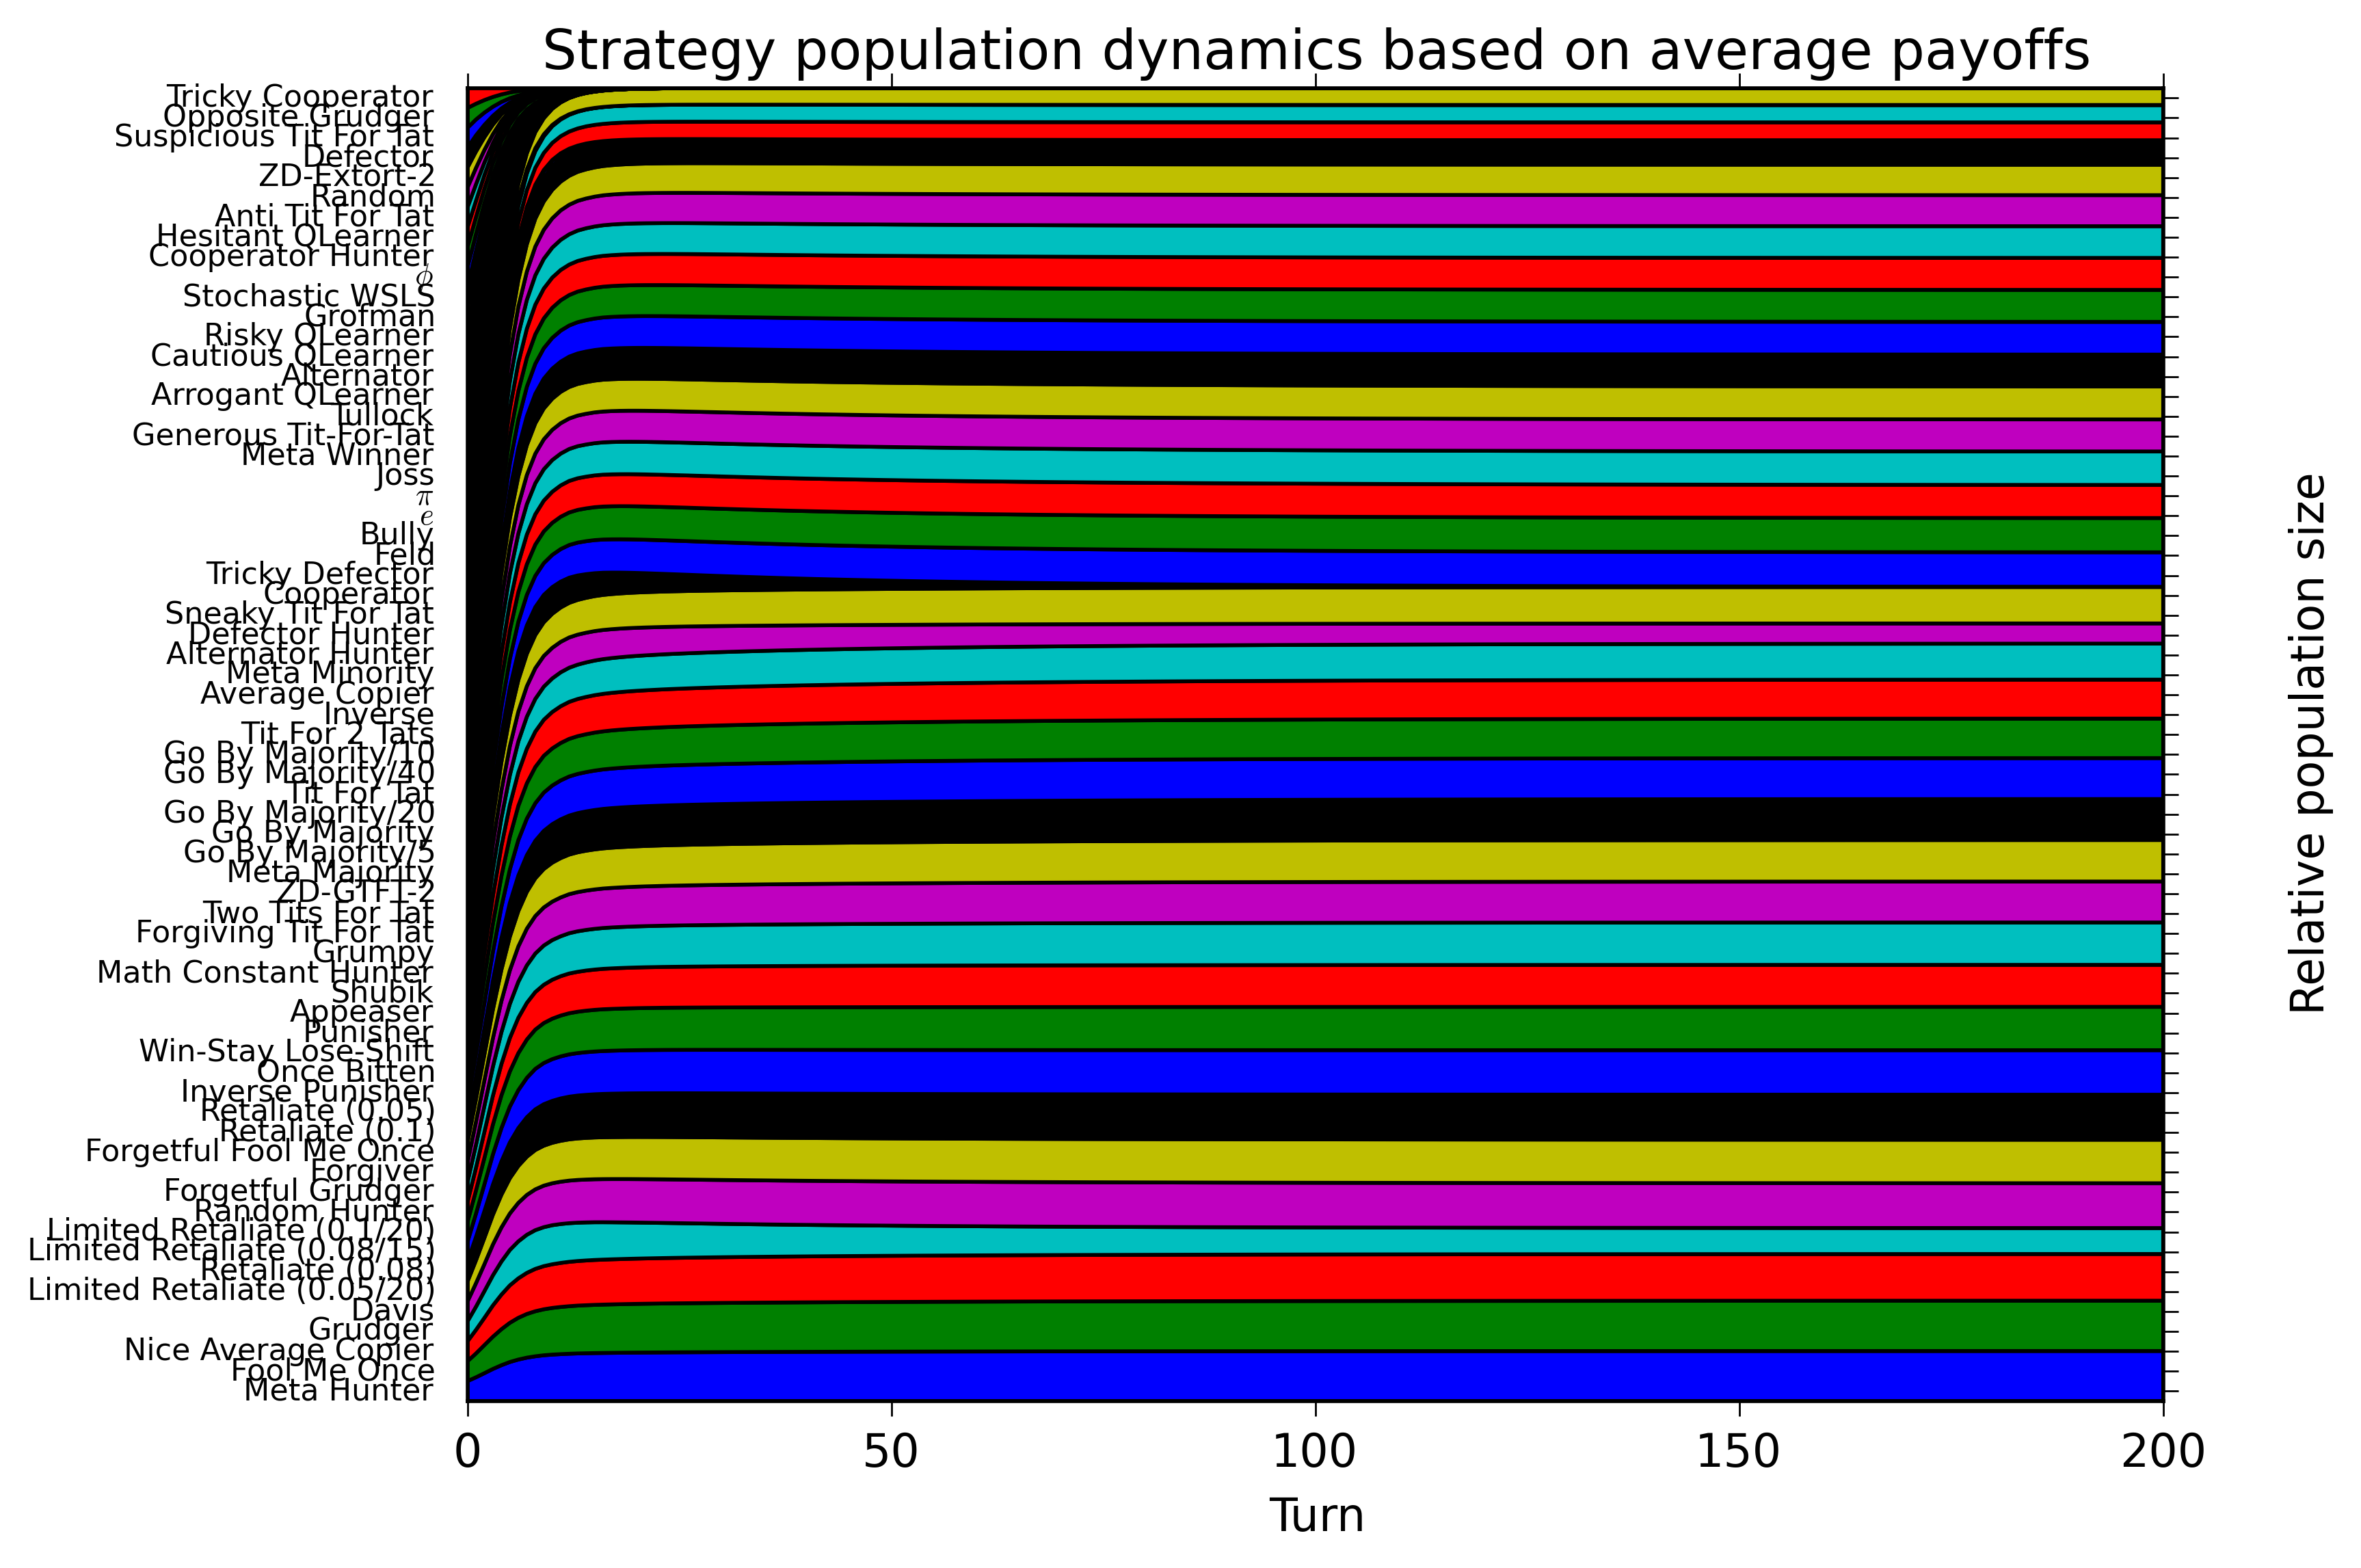 Strategy population dynamics based on average payoffs
Tricky Cooperator
Opposite Grudger
Suspicious Tit For Tat
Defector
ZD-Extort-2
Random
Anti Tit For Tat
Hesitant QLearner
Cooperator Hunter
ϕ
Stochastic WSLS
Grofman
Risky QLearner
Cautious QLearner
Alternator
Arrogant QLearner
Tullock
Generous Tit-For-Tat
Meta Winner
Joss
π
e
Bully
Feld
Tricky Defector
Cooperator
Sneaky Tit For Tat
Defector Hunter
Alternator Hunter
Meta Minority
Average Copier
Inverse
Tit For 2 Tats
Go By Majority/10
Go By Majority/40
Tit For Tat
Go By Majority/20
Go By Majority
Go By Majority/5
Meta Majority
ZD-GTFT-2
Two Tits For Tat
Forgiving Tit For Tat
Grumpy
Math Constant Hunter
Shubik
Appeaser
Punisher
Win-Stay Lose-Shift
Once Bitten
Inverse Punisher
Retaliate (0.05)
Retaliate (0.1)
Forgetful Fool Me Once
Forgiver
Forgetful Grudger
Random Hunter
Limited Retaliate (0.1/20)
Limited Retaliate (0.08/15)
Retaliate (0.08)
Limited Retaliate (0.05/20)
Davis
Grudger
Nice Average Copier
Fool Me Once
Meta Hunter
0 50 100 150 200
Turn
Relative population size